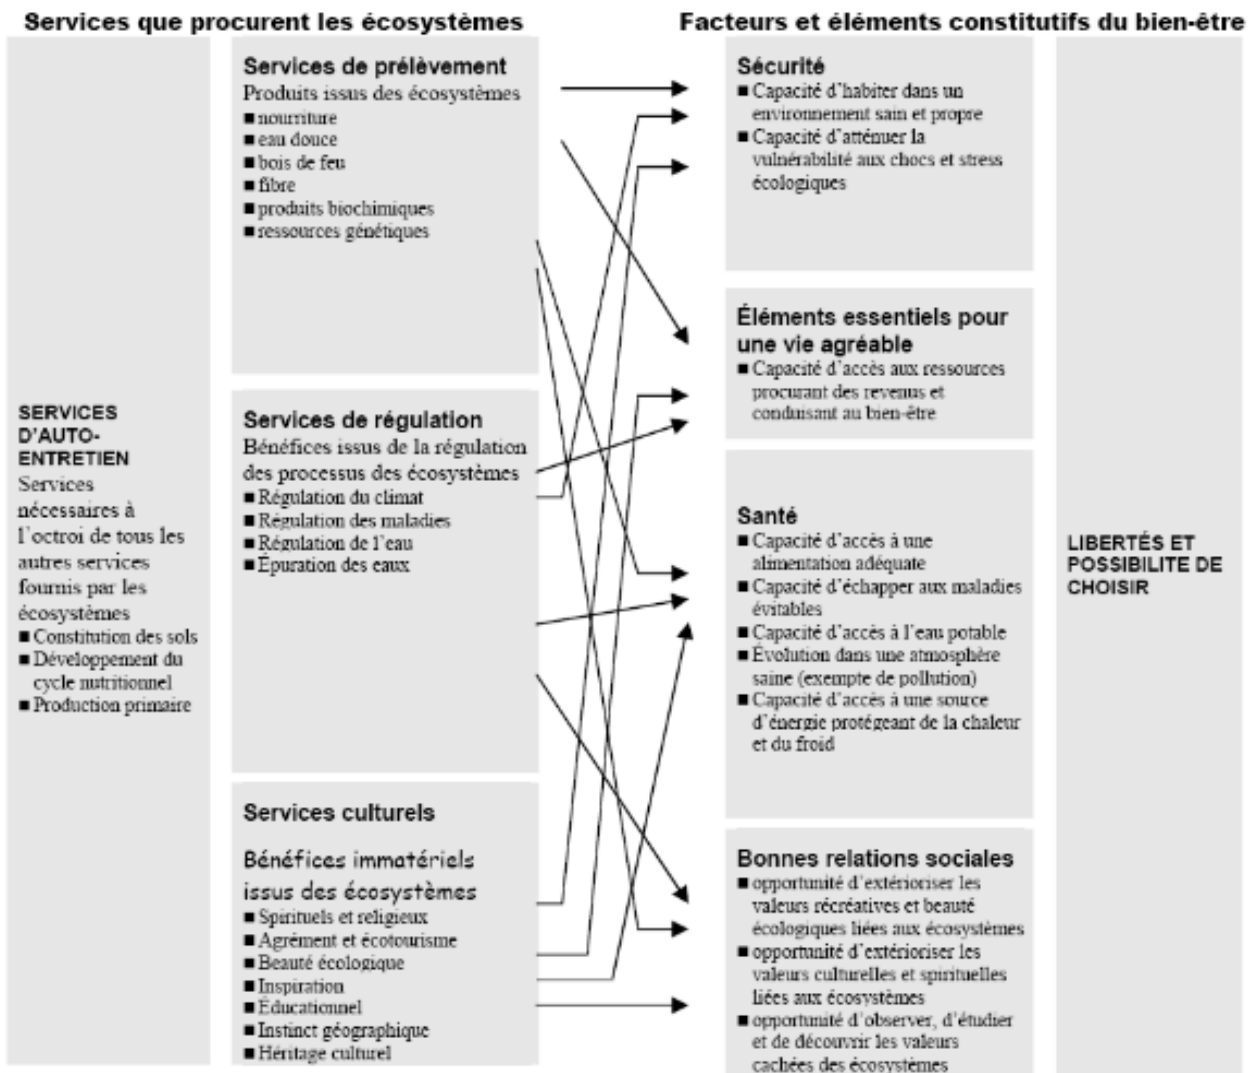 Services que procurent les écosystèmes
Facteurs et éléments constitutifs du bien-être
SERVICES
D'AUTO-
ENTRETIEN
Services
nécessaires à
l'octroi de tous les
autres services
fournis par les
écosystèmes
■ Constitution des sols
■ Développement du
cycle nutritionnel
■ Production primaire
Services de prélèvement
Produits issus des écosystèmes
■ nourriture
■ eau douce
■ bois de feu
■ fibre
■ produits biochimiques
■ ressources génétiques
Services de régulation
Bénéfices issus de la régulation
des processus des écosystèmes
■ Régulation du climat
■ Régulation des maladies
■ Régulation de l'eau
■ Épuration des eaux
Services culturels
Bénéfices immatériels
issus des écosystèmes
■ Spirituels et religieux
■ Agrément et écotourisme
■ Beauté écologique
■ Inspiration
■ Éducationnel
■ Instinct géographique
■ Héritage culturel
Sécurité
■ Capacité d'habiter dans un
environnement sain et propre
■ Capacité d'atténuer la
vulnérabilité aux chocs et stress
écologiques
Éléments essentiels pour
une vie agréable
■ Capacité d'accès aux ressources
procurant des revenus et
conduisant au bien-être
Santé
■ Capacité d'accès à une
alimentation adéquate
■ Capacité d'échapper aux maladies
évitables
■ Capacité d'accès à l'eau potable
■ Évolution dans une atmosphère
saine (exempte de pollution)
■ Capacité d'accès à une source
d'énergie protégeant de la chaleur
et du froid
Bonnes relations sociales
■ opportunité d'extérioriser les
valeurs récréatives et beauté
écologiques liées aux écosystèmes
■ opportunité d'extérioriser les
valeurs culturelles et spirituelles
liées aux écosystèmes
■ opportunité d'observer, d'étudier
et de découvrir les valeurs
cachées des écosystèmes
LIBERTÉS ET
POSSIBILITE DE
CHOISIR